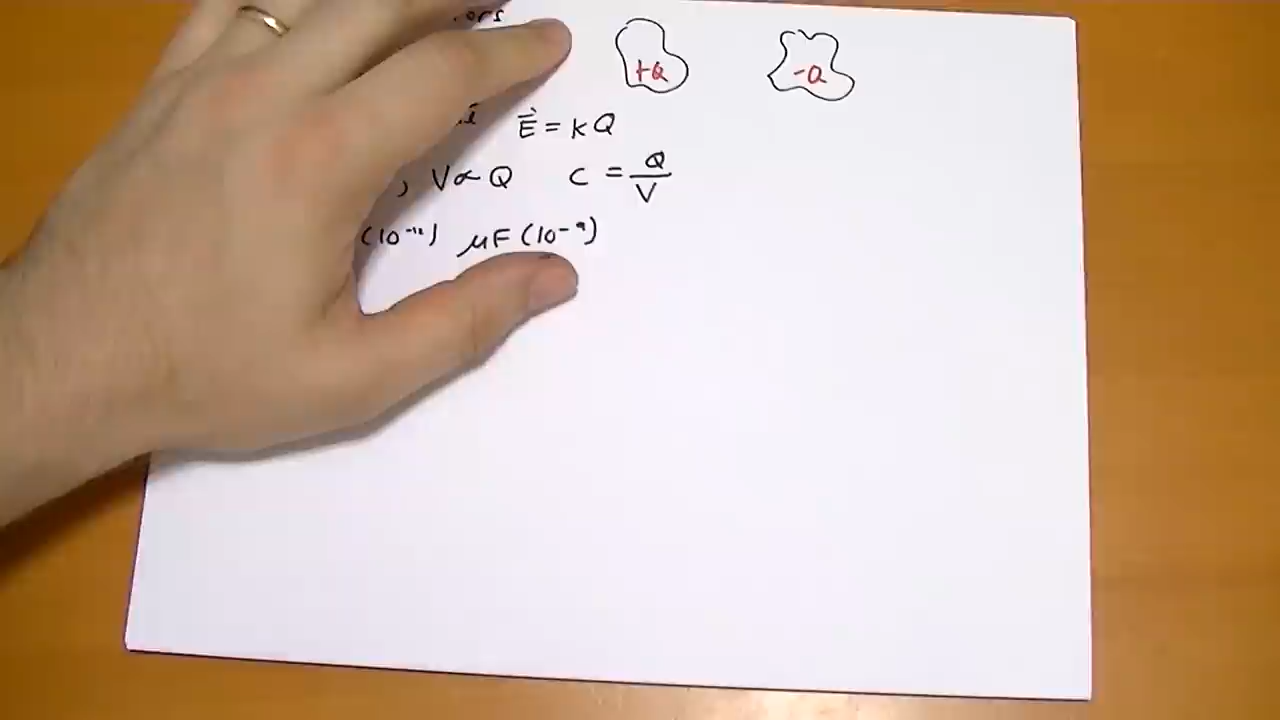 +Q -Q
E⃗ = kQ
, V ∝ Q C = Q/V
(10⁻¹²) μF (10⁻⁹)